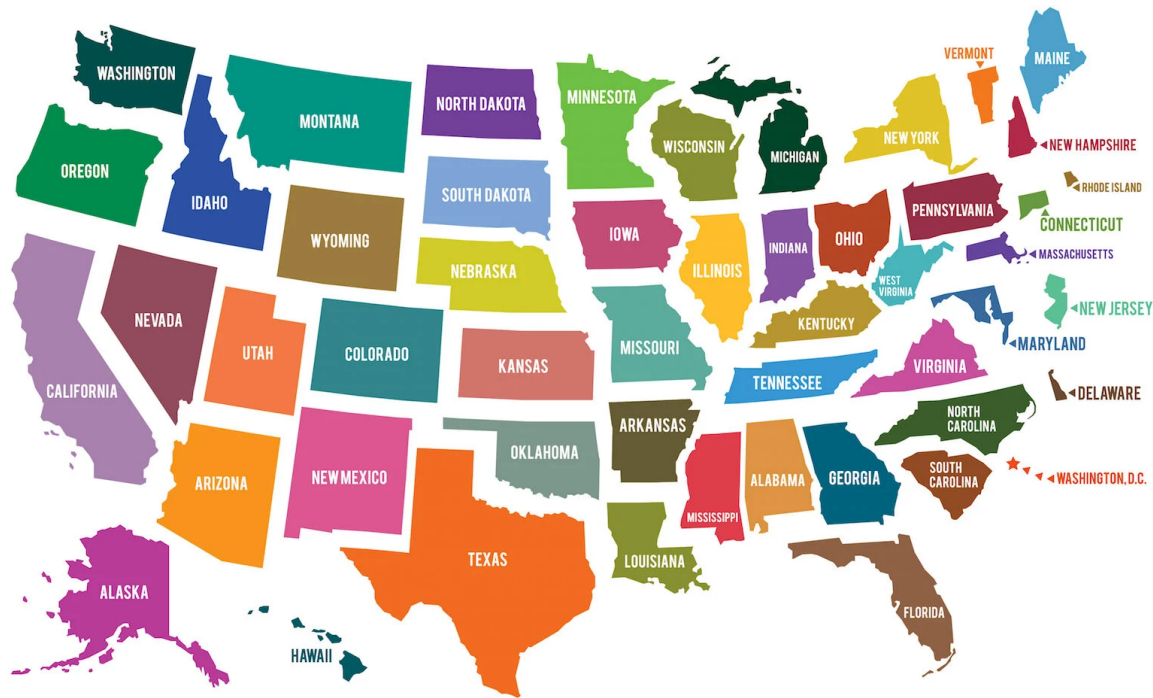 WASHINGTON
MONTANA
NORTH DAKOTA
MINNESOTA
VERMONT
MAINE
OREGON
IDAHO
WYOMING
SOUTH DAKOTA
WISCONSIN
MICHIGAN
NEW YORK
NEW HAMPSHIRE
RHODE ISLAND
CONNECTICUT
MASSACHUSETTS
NEBRASKA
IOWA
ILLINOIS
INDIANA
OHIO
PENNSYLVANIA
WEST
VIRGINIA
NEW JERSEY
MARYLAND
NEVADA
UTAH
COLORADO
KANSAS
MISSOURI
KENTUCKY
VIRGINIA
DELAWARE
CALIFORNIA
TENNESSEE
NORTH
CAROLINA
ARIZONA
NEW MEXICO
OKLAHOMA
ARKANSAS
MISSISSIPPI
ALABAMA
GEORGIA
SOUTH
CAROLINA
WASHINGTON, D.C.
TEXAS
LOUISIANA
FLORIDA
ALASKA
HAWAII